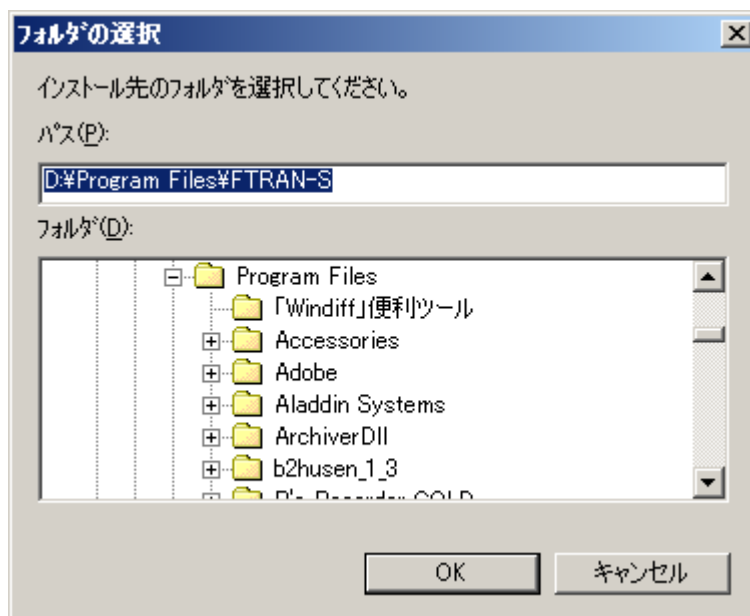 フォルダの選択
インストール先のフォルダを選択してください。
パス(P):
D:¥Program Files¥FTRAN-S
フォルダ(D):
Program Files
「Windiff」便利ツール
Accessories
Adobe
Aladdin Systems
ArchiverDll
b2husen_1_3
B's Recorder GOLD
OK
キャンセル